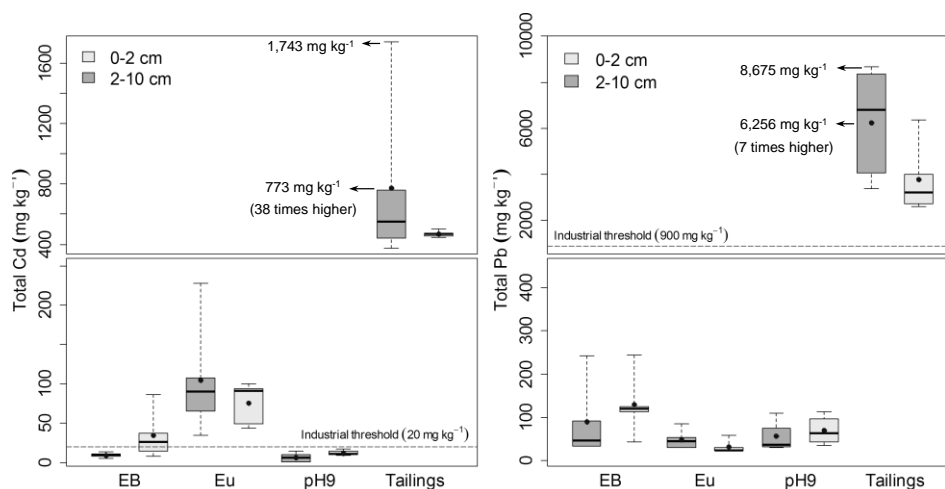 1,743 mg kg⁻¹
0-2 cm
2-10 cm
773 mg kg⁻¹
(38 times higher)
1600
1200
800
400
Total Cd (mg kg⁻¹)
200
100
50
0
Industrial threshold (20 mg kg⁻¹)
EB Eu pH9 Tailings
0-2 cm
2-10 cm
8,675 mg kg⁻¹
6,256 mg kg⁻¹
(7 times higher)
10000
6000
2000
Industrial threshold (900 mg kg⁻¹)
Total Pb (mg kg⁻¹)
400
300
200
100
0
EB Eu pH9 Tailings